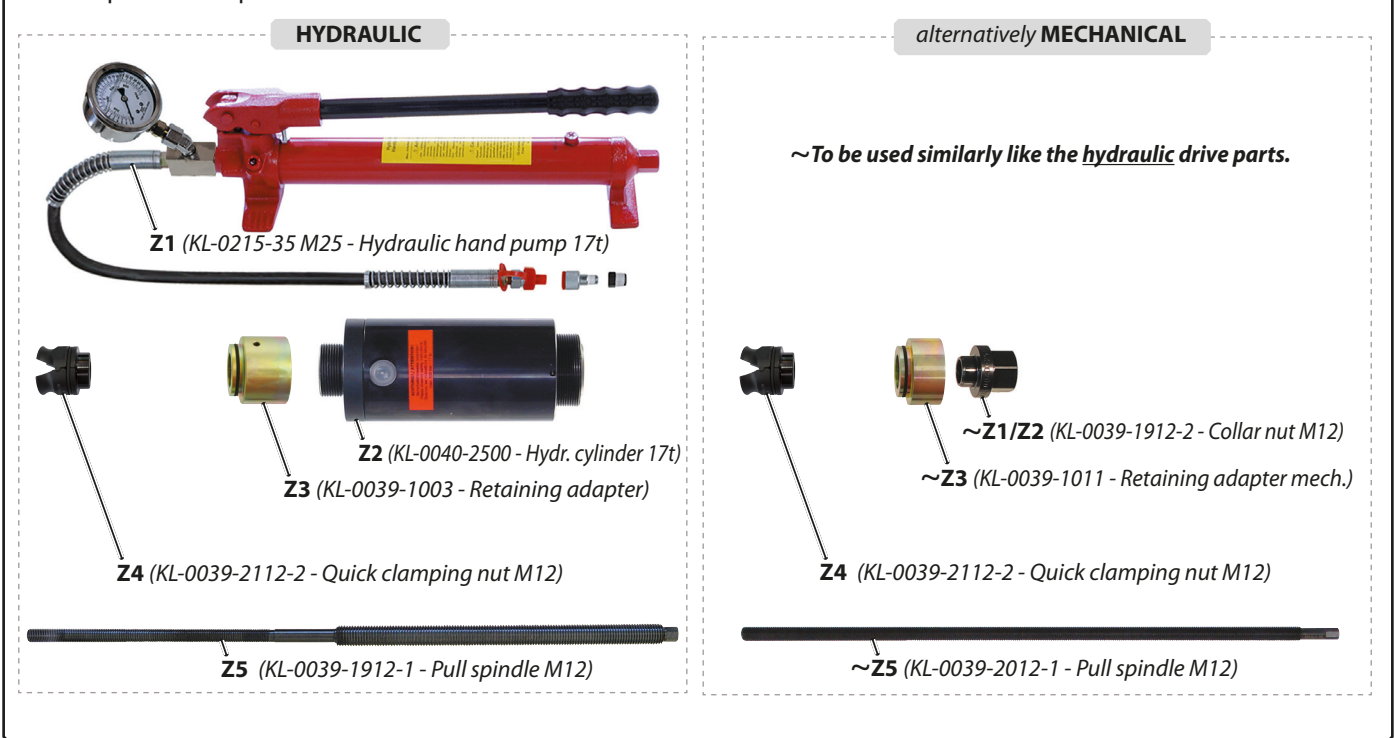 HYDRAULIC
Z1 (KL-0215-35 M25 - Hydraulic hand pump 17t)
Z2 (KL-0040-2500 - Hydr. cylinder 17t)
Z3 (KL-0039-1003 - Retaining adapter)
Z4 (KL-0039-2112-2 - Quick clamping nut M12)
Z5 (KL-0039-1912-1 - Pull spindle M12)
alternatively MECHANICAL
~To be used similarly like the hydraulic drive parts.
~Z1/Z2 (KL-0039-1912-2 - Collar nut M12)
~Z3 (KL-0039-1011 - Retaining adapter mech.)
Z4 (KL-0039-2112-2 - Quick clamping nut M12)
~Z5 (KL-0039-2012-1 - Pull spindle M12)